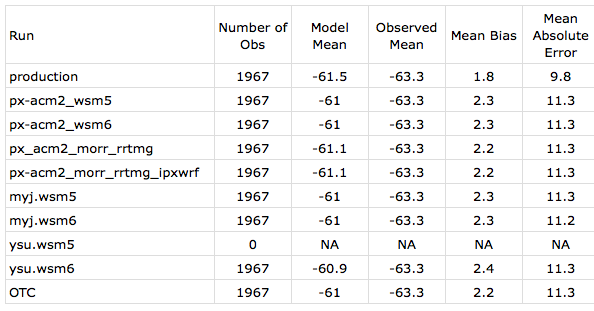 Run Number of Obs Model Mean Observed Mean Mean Bias Mean Absolute Error
production 1967 -61.5 -63.3 1.8 9.8
px-acm2_wsm5 1967 -61 -63.3 2.3 11.3
px-acm2_wsm6 1967 -61 -63.3 2.3 11.3
px_acm2_morr_rrtmg 1967 -61.1 -63.3 2.2 11.3
px-acm2_morr_rrtmg_ipxwrf 1967 -61.1 -63.3 2.2 11.3
myj.wsm5 1967 -61 -63.3 2.3 11.3
myj.wsm6 1967 -61 -63.3 2.3 11.2
ysu.wsm5 0 NA NA NA NA
ysu.wsm6 1967 -60.9 -63.3 2.4 11.3
OTC 1967 -61 -63.3 2.2 11.3